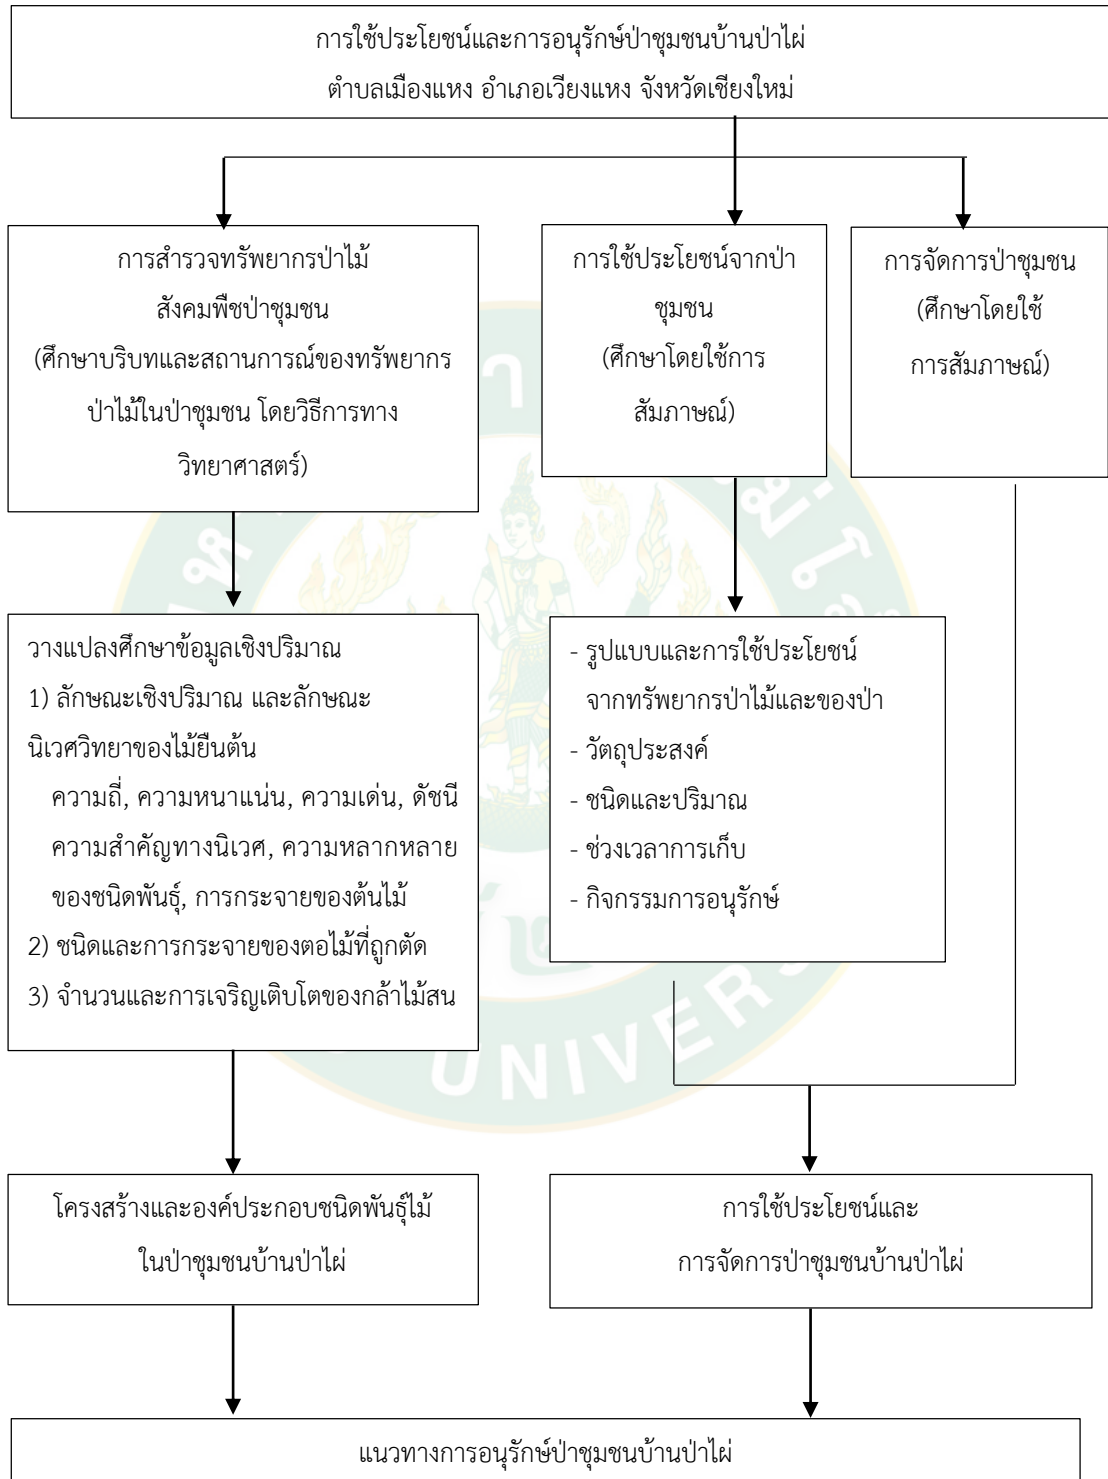 การใช้ประโยชน์และการอนุรักษ์ป่าชุมชนบ้านป่าไผ่
ตำบลเมืองแหง อำเภอเวียงแหง จังหวัดเชียงใหม่
การสำรวจทรัพยากรป่าไม้
สังคมพืชป่าชุมชน
(ศึกษาบริบทและสถานการณ์ของทรัพยากร
ป่าไม้ในป่าชุมชน โดยวิธีการทาง
วิทยาศาสตร์)
การใช้ประโยชน์จากป่า
ชุมชน
(ศึกษาโดยใช้การ
สัมภาษณ์)
การจัดการป่าชุมชน
(ศึกษาโดยใช้
การสัมภาษณ์)
วางแปลงศึกษาข้อมูลเชิงปริมาณ
1) ลักษณะเชิงปริมาณ และลักษณะ
นิเวศวิทยาของไม้ยืนต้น
ความถี่, ความหนาแน่น, ความเด่น, ดัชนี
ความสำคัญทางนิเวศ, ความหลากหลาย
ของชนิดพันธุ์, การกระจายของต้นไม้
2) ชนิดและการกระจายของตอไม้ที่ถูกตัด
3) จำนวนและการเจริญเติบโตของกล้าไม้สน
- รูปแบบและการใช้ประโยชน์
จากทรัพยากรป่าไม้และของป่า
- วัตถุประสงค์
- ชนิดและปริมาณ
- ช่วงเวลาการเก็บ
- กิจกรรมการอนุรักษ์
UNIVERS
โครงสร้างและองค์ประกอบชนิดพันธุ์ไม้
ในป่าชุมชนบ้านป่าไผ่
การใช้ประโยชน์และ
การจัดการป่าชุมชนบ้านป่าไผ่
แนวทางการอนุรักษ์ป่าชุมชนบ้านป่าไผ่